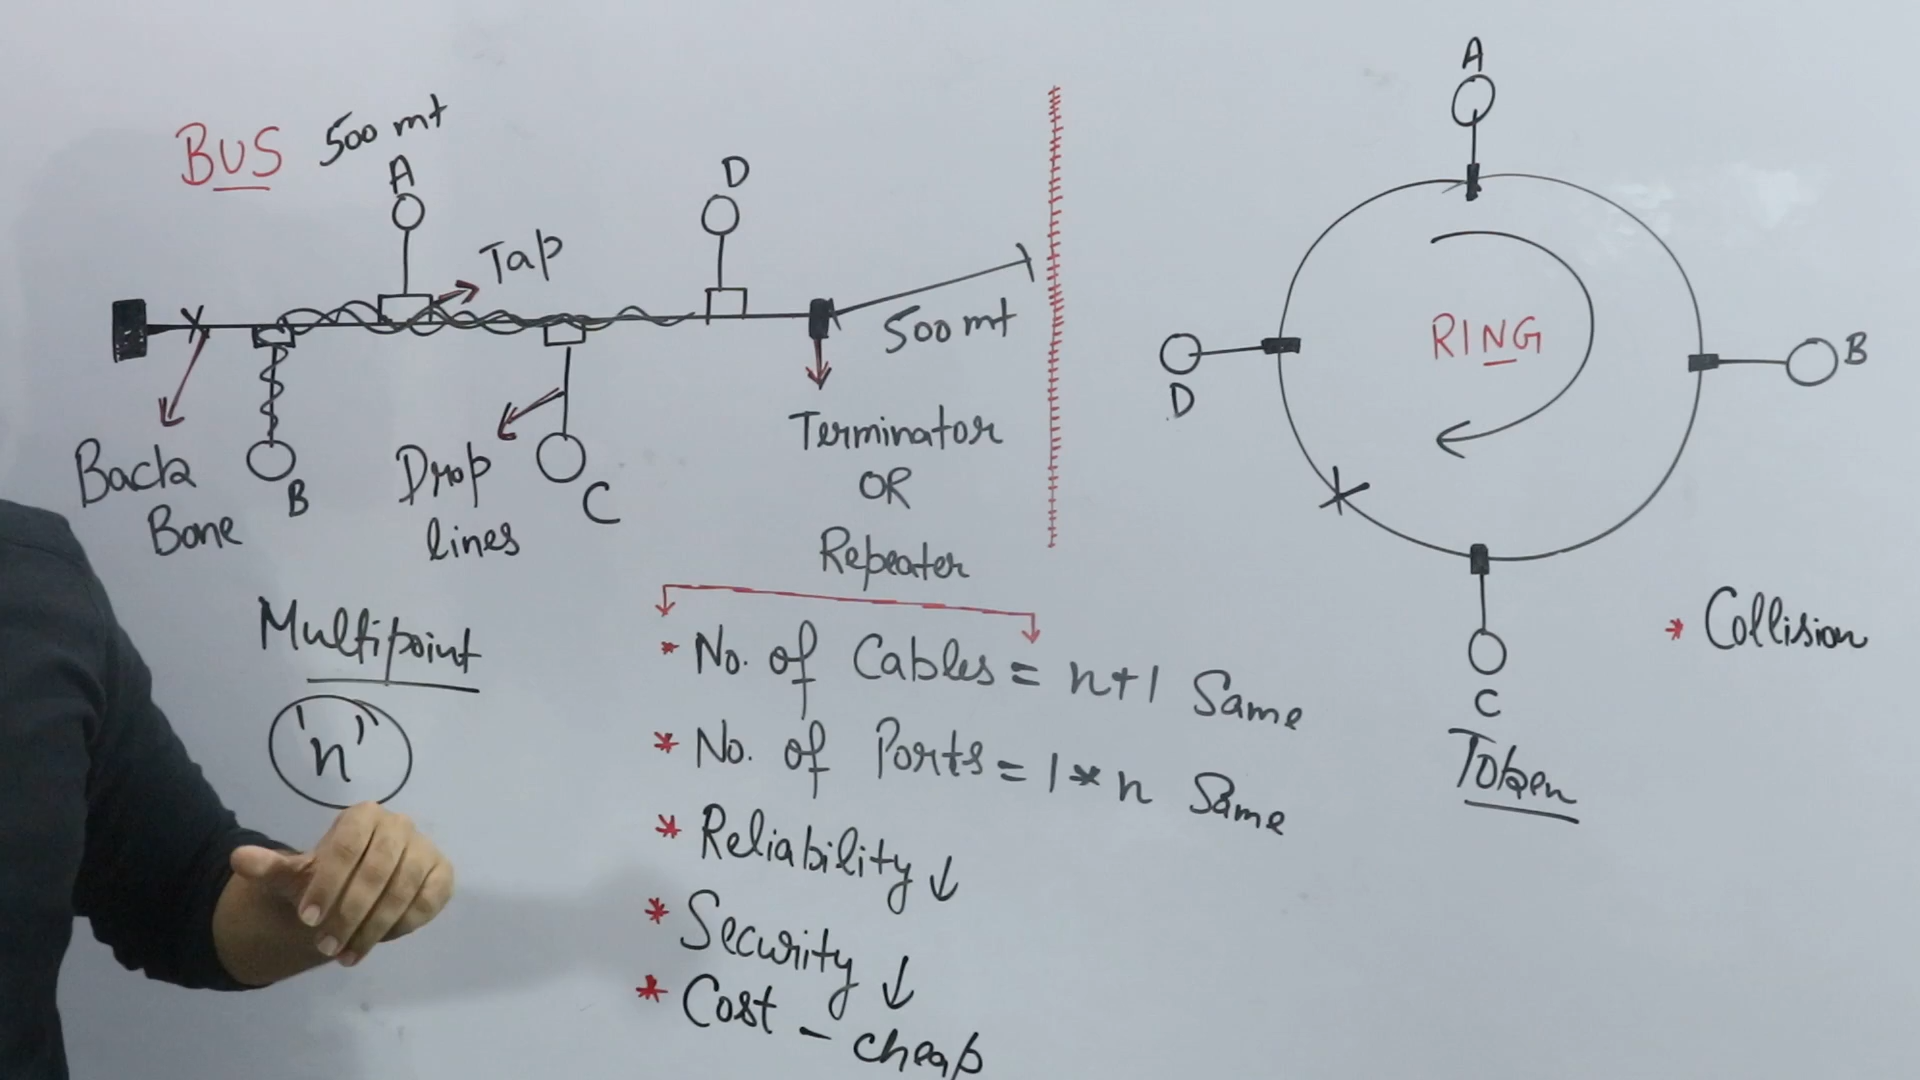 BUS 500 mt
A
D
Tap
500 mt
Back
Bone
B
Drop
lines
C
Terminator
OR
Repeater
Multipoint
'n'
* No. of Cables = n+1 Same
* No. of Ports = 1*n Same
* Reliability ↓
* Security ↓
* Cost - cheap
A
RING
B
D
C
Token
* Collision